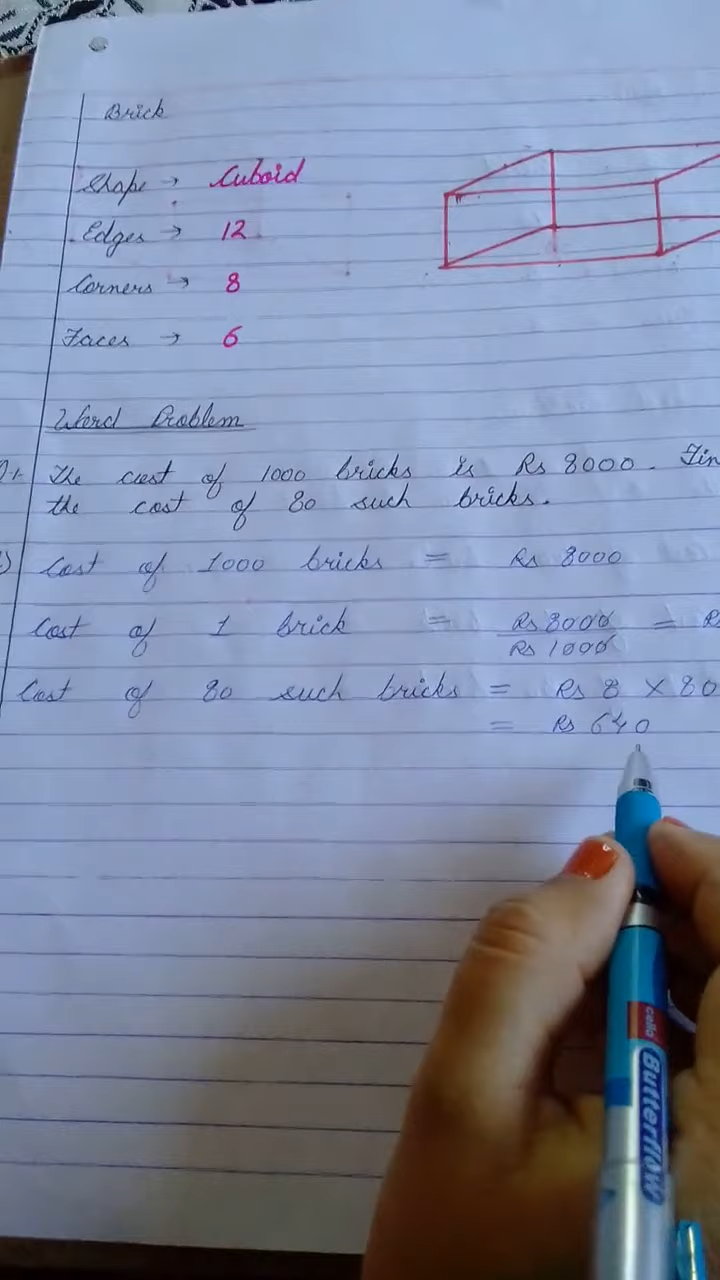 Brick
Shape → Cuboid
Edges → 12
Corners → 8
Faces → 6
Word Problem
The cost of 1000 bricks is Rs 8000. Fin
the cost of 80 such bricks.
Cost of 1000 bricks = Rs 8000
Cost of 1 brick = Rs 8000 / Rs 1000 = R
Cost of 80 such bricks = Rs 8 × 80
= Rs 640
cello Butterflow